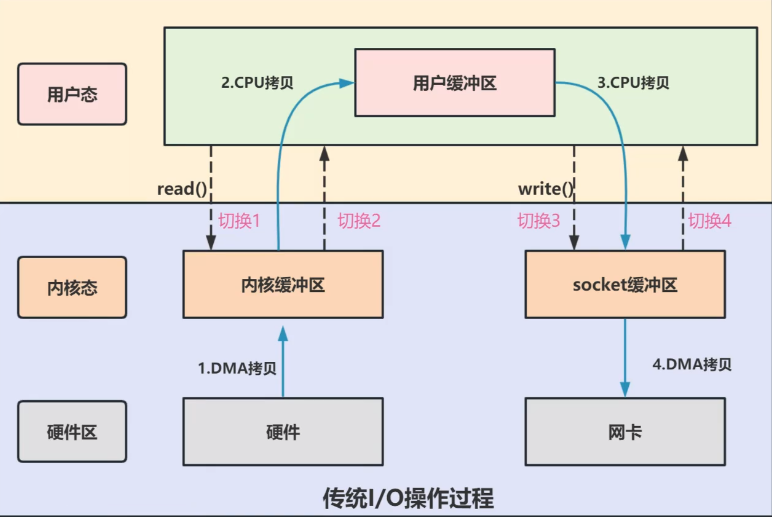 用户态
2.CPU拷贝
用户缓冲区
3.CPU拷贝
read()
切换1
切换2
write()
切换3
切换4
内核态
内核缓冲区
socket缓冲区
1.DMA拷贝
4.DMA拷贝
硬件区
硬件
网卡
传统I/O操作过程